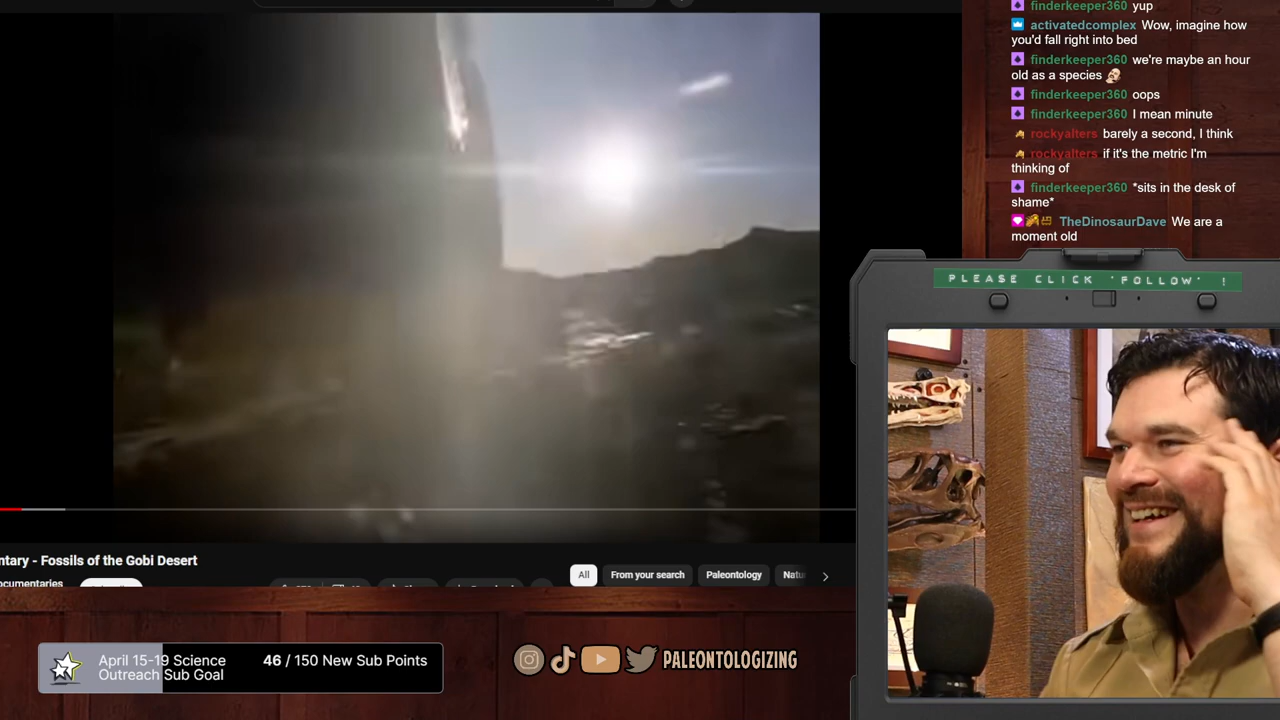 finderkeeper360 yup
activatedcomplex Wow, imagine how
you'd fall right into bed
finderkeeper360 we're maybe an hour
old as a species
finderkeeper360 oops
finderkeeper360 I mean minute
rockyalters barely a second, I think
rockyalters if it's the metric I'm
thinking of
finderkeeper360 *sits in the desk of
shame*
TheDinosaurDave We are a
moment old
PLEASE CLICK 'FOLLOW' !
ntary - Fossils of the Gobi Desert
ocumentaries
All
From your search
Paleontology
Natu
April 15-19 Science
Outreach Sub Goal
46 / 150 New Sub Points
PALEONTOLOGIZING